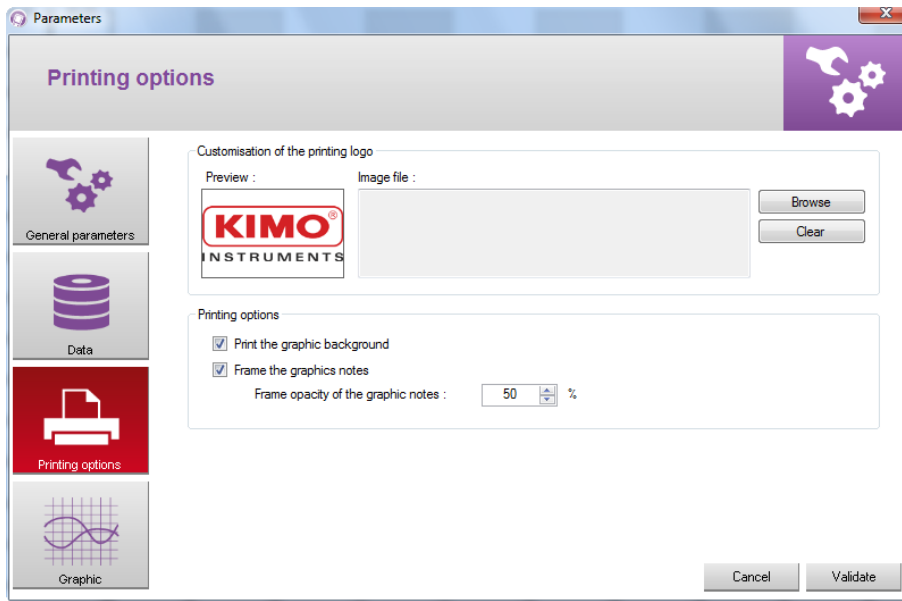 Parameters
Printing options
General parameters
Data
Printing options
Graphic
Customisation of the printing logo
Preview :
Image file :
KIMO®
INSTRUMENTS
Browse
Clear
Printing options
Print the graphic background
Frame the graphics notes
Frame opacity of the graphic notes : 50 %
Cancel Validate